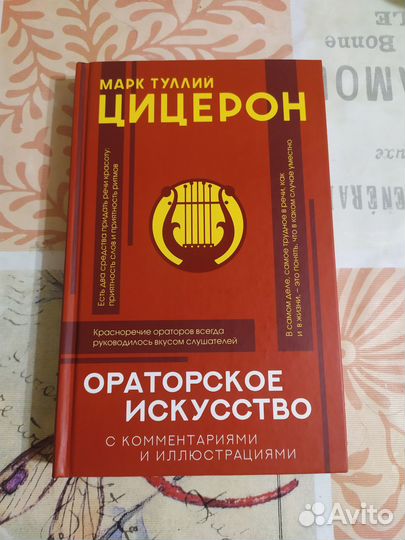 МАРК ТУЛЛИЙ
ЦИЦЕРОН
Есть два средства придать речи красоту:
приятность слов и приятность ритмов
В самом деле, самое трудное в речи, как
и в жизни, – это понять, что в каком случае уместно
Красноречие ораторов всегда
руководилось вкусом слушателей
ОРАТОРСКОЕ
ИСКУССТВО
С КОММЕНТАРИЯМИ
И ИЛЛЮСТРАЦИЯМИ
Bonne
Avito